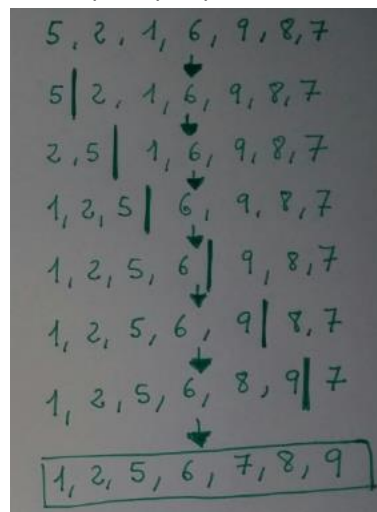 5, 2, 1, 6, 9, 8, 7
5| 2, 1, 6, 9, 8, 7
2, 5| 1, 6, 9, 8, 7
1, 2, 5| 6, 9, 8, 7
1, 2, 5, 6| 9, 8, 7
1, 2, 5, 6, 9| 8, 7
1, 2, 5, 6, 8, 9| 7
1, 2, 5, 6, 7, 8, 9